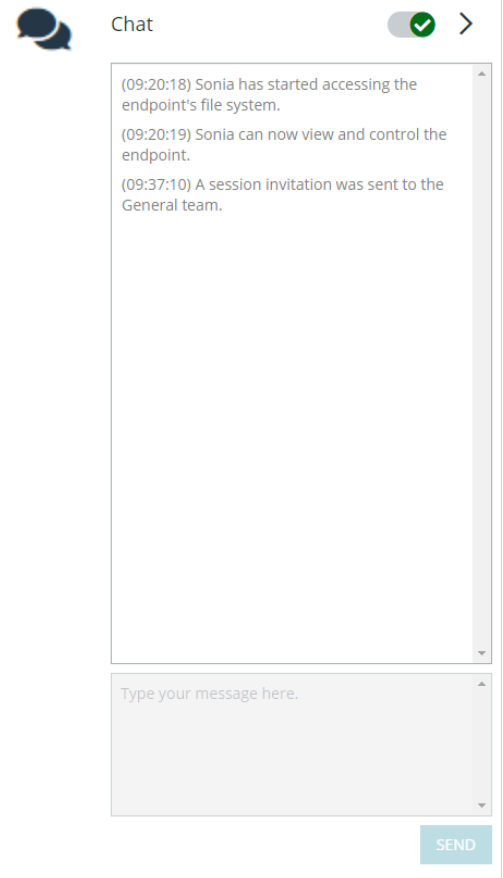 Chat
(09:20:18) Sonia has started accessing the
endpoint's file system.
(09:20:19) Sonia can now view and control the
endpoint.
(09:37:10) A session invitation was sent to the
General team.
Type your message here.
SEND